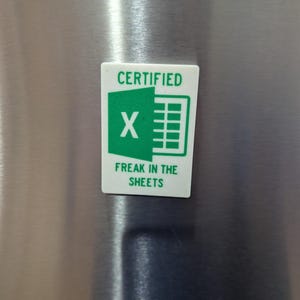 CERTIFIED
X
FREAK IN THE
SHEETS